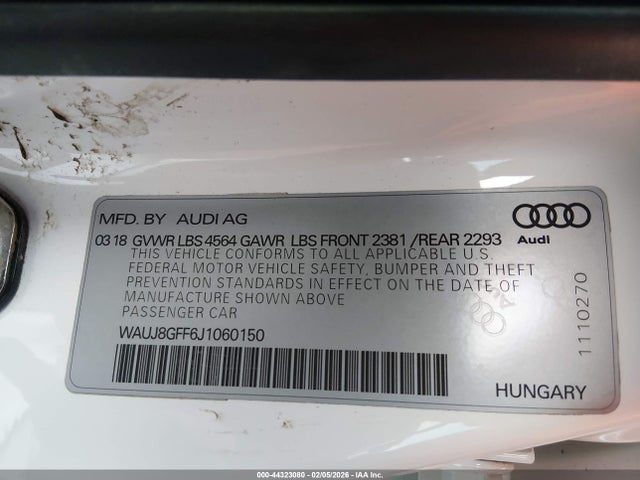 MFD. BY AUDI AG
03 18 GVWR LBS 4564 GAWR LBS FRONT 2381 / REAR 2293
Audi
THIS VEHICLE CONFORMS TO ALL APPLICABLE U.S.
FEDERAL MOTOR VEHICLE SAFETY, BUMPER AND THEFT
PREVENTION STANDARDS IN EFFECT ON THE DATE OF
MANUFACTURE SHOWN ABOVE
PASSENGER CAR
WAUJ8GFF6J1060150
1110270
HUNGARY
000-44323080 - 02/05/2026 - IAA Inc.